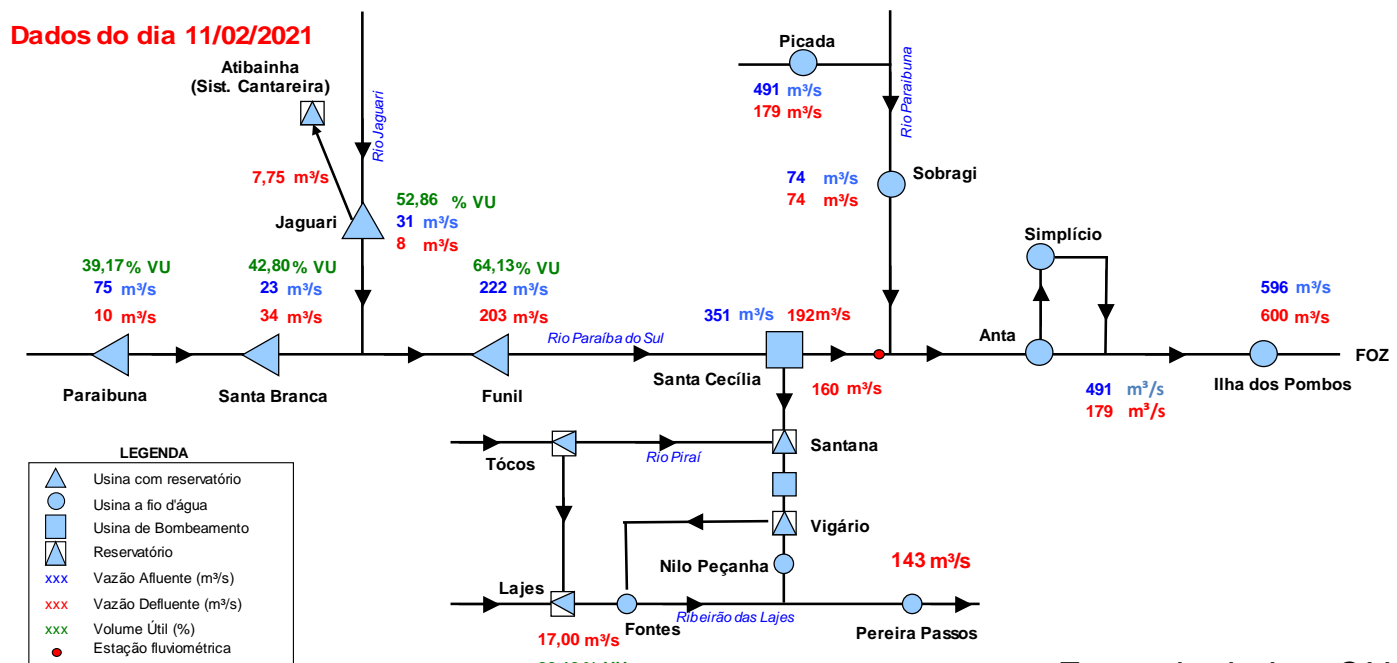 Dados do dia 11/02/2021
Atibainha
(Sist. Cantareira)
Rio Jaguari
7,75 m³/s
Jaguari
52,86 % VU
31 m³/s
8 m³/s
Picada
491 m³/s
179 m³/s
Rio Paraibuna
74 m³/s
74 m³/s
Sobragi
39,17% VU
75 m³/s
10 m³/s
Paraibuna
42,80% VU
23 m³/s
34 m³/s
Santa Branca
64,13% VU
222 m³/s
203 m³/s
Funil
Rio Paraíba do Sul
351 m³/s 192m³/s
Santa Cecília
160 m³/s
Simplício
Anta
491 m³/s
179 m³/s
596 m³/s
600 m³/s
Ilha dos Pombos
FOZ
Tócos
Rio Piraí
Santana
Vigário
Nilo Peçanha
143 m³/s
Lajes
17,00 m³/s
Fontes
Ribeirão das Lajes
Pereira Passos
LEGENDA
Usina com reservatório
Usina a fio d'água
Usina de Bombeamento
Reservatório
xxx Vazão Afluente (m³/s)
xxx Vazão Defluente (m³/s)
xxx Volume Útil (%)
Estação fluviométrica